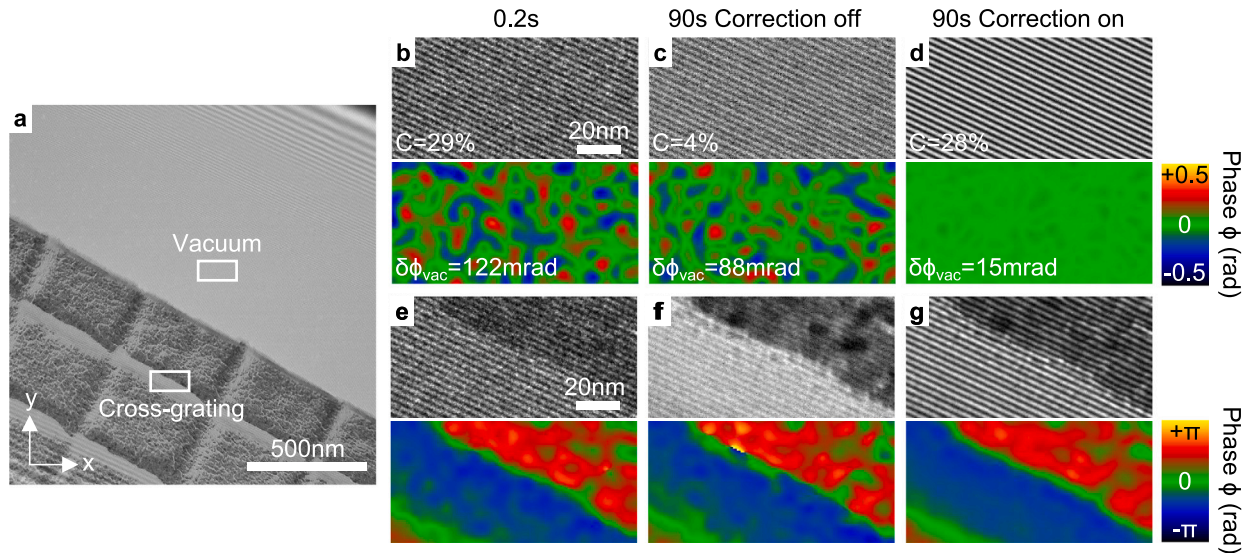 0.2s
90s Correction off
90s Correction on
a
Vacuum
Cross-grating
y
x
500nm
b
C=29%
20nm
δϕvac=122mrad
c
C=4%
δϕvac=88mrad
d
C=28%
δϕvac=15mrad
+0.5
0
-0.5
Phase ϕ (rad)
e
20nm
f
g
+π
0
-π
Phase ϕ (rad)